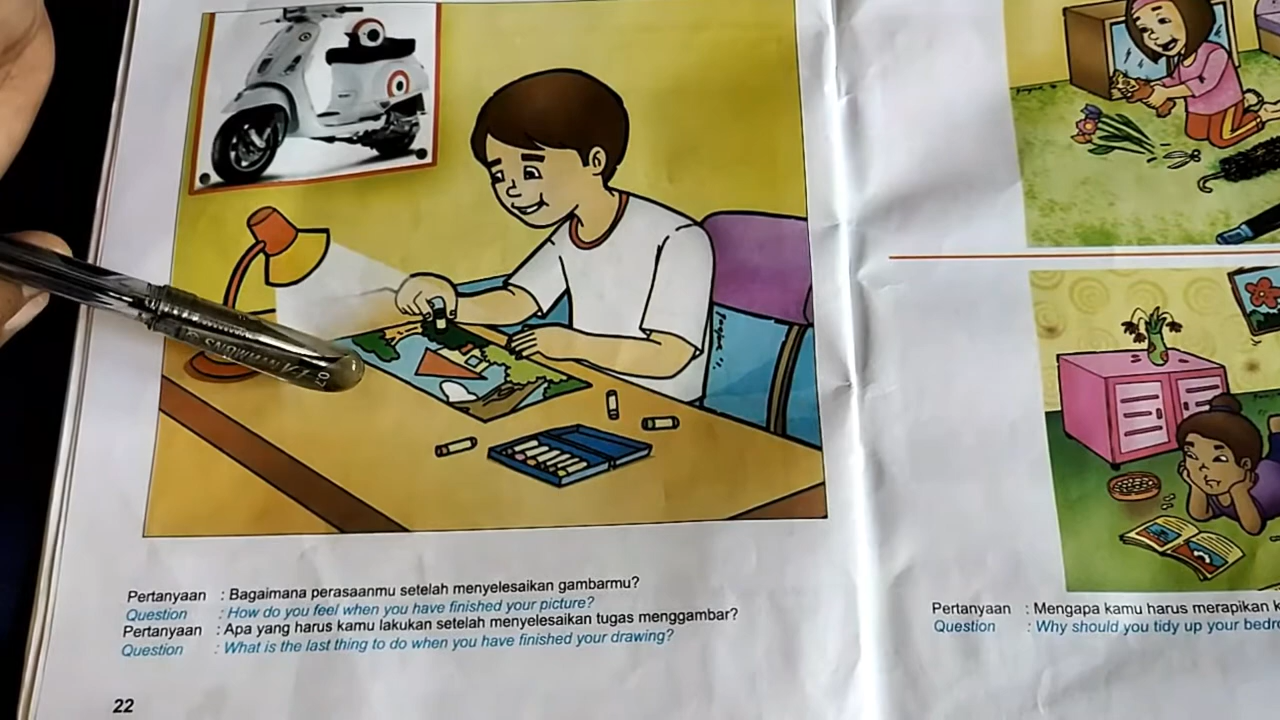 Pertanyaan : Bagaimana perasaanmu setelah menyelesaikan gambarmu?
Question : How do you feel when you have finished your picture?
Pertanyaan : Apa yang harus kamu lakukan setelah menyelesaikan tugas menggambar?
Question : What is the last thing to do when you have finished your drawing?
22
Pertanyaan : Mengapa kamu harus merapikan
Question : Why should you tidy up your